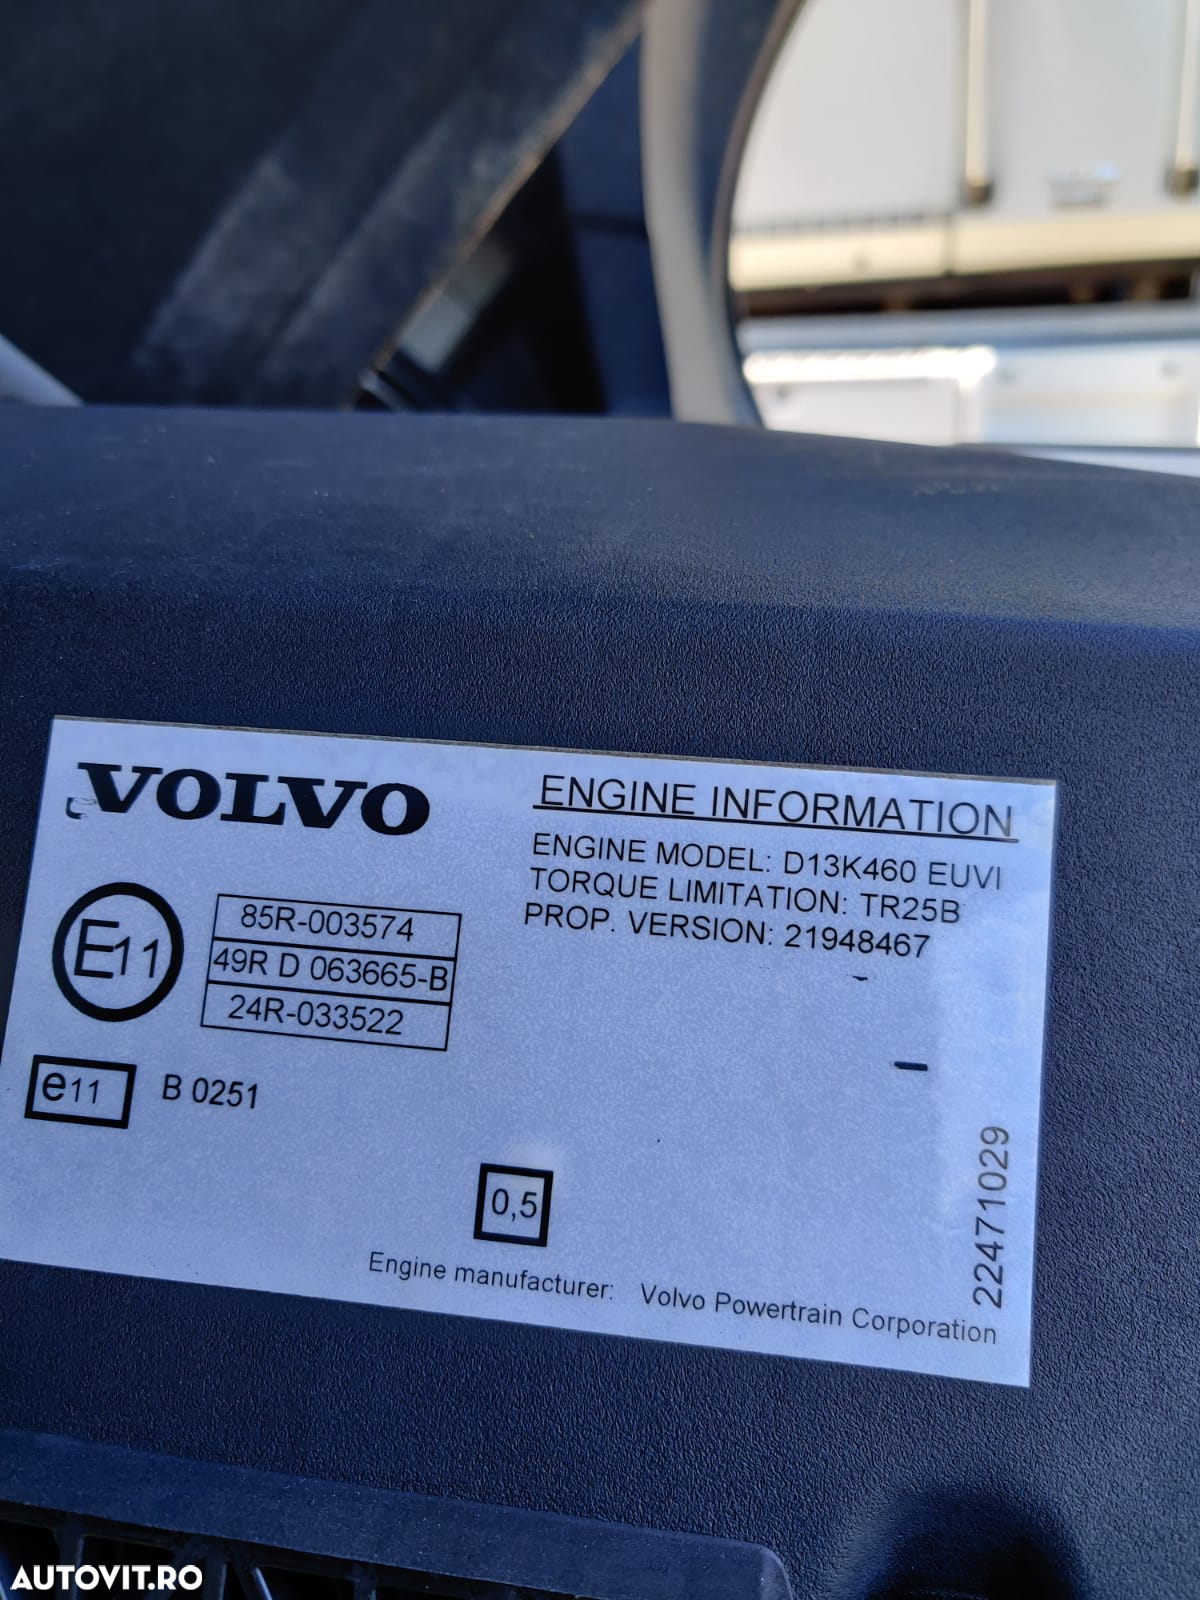 VOLVO
ENGINE INFORMATION
ENGINE MODEL: D13K460 EUVI
TORQUE LIMITATION: TR25B
PROP. VERSION: 21948467
E11
85R-003574
49R D 063665-B
24R-033522
e11 B 0251
0,5
Engine manufacturer: Volvo Powertrain Corporation
22471029
AUTOVIT.RO